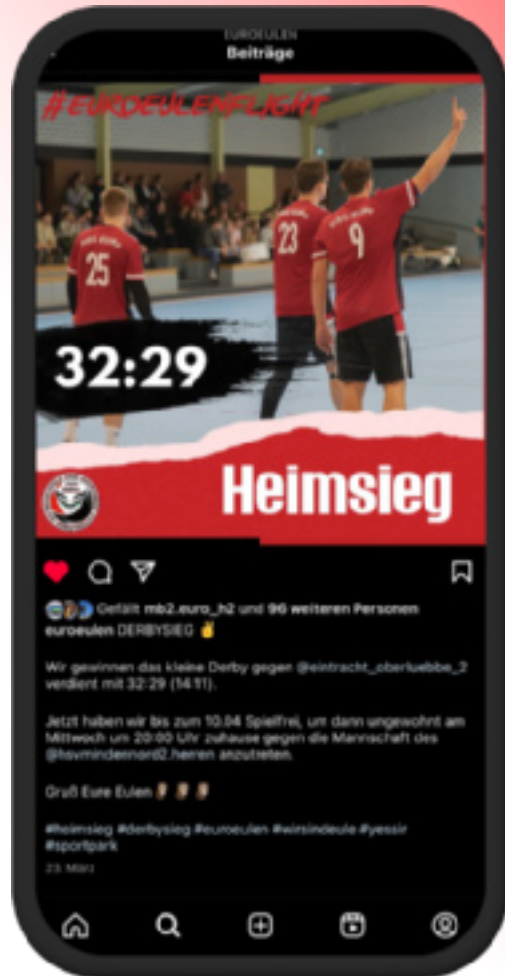 EUROEULEN
Beiträge
#EUROEULENFLIGHT
25
23
9
32:29
Heimsieg
Gefällt mb2.euro_h2 und 96 weiteren Personen
euroeulen DERBYSIEG ✌
Wir gewinnen das kleine Derby gegen @eintracht_oberluebbe_2
verdient mit 32:29 (14:11).
Jetzt haben wir bis zum 10.04 Spielfrei, um dann ungewohnt am
Mittwoch um 20:00 Uhr zuhause gegen die Mannschaft des
@hsvmindennord2.herren anzutreten.
Gruß Eure Eulen
#heimsieg #derbysieg #euroeulen #wirsindeule #yessir
#sportpark
23. März